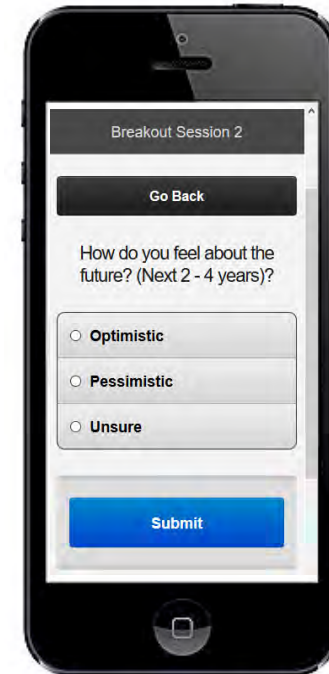 Breakout Session 2
Go Back
How do you feel about the
future? (Next 2 - 4 years)?
Optimistic
Pessimistic
Unsure
Submit